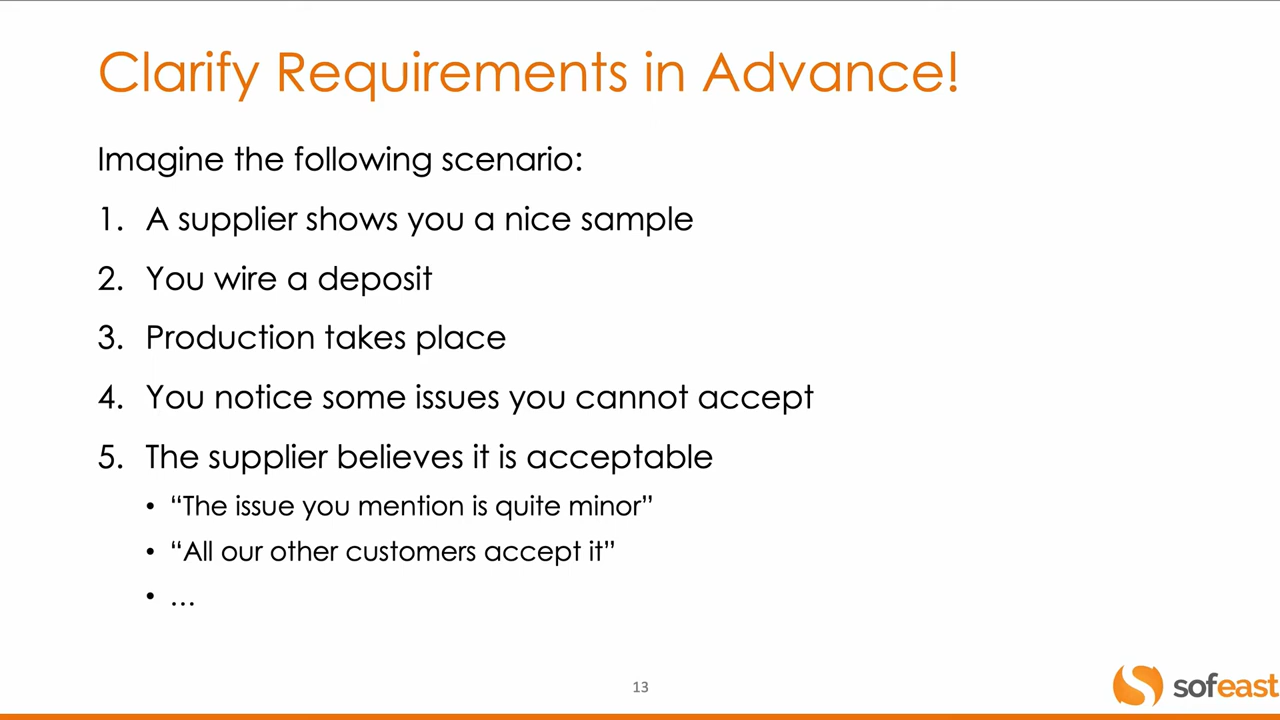 Clarify Requirements in Advance!
Imagine the following scenario:
1. A supplier shows you a nice sample
2. You wire a deposit
3. Production takes place
4. You notice some issues you cannot accept
5. The supplier believes it is acceptable
• “The issue you mention is quite minor”
• “All our other customers accept it”
• …
13
sofeast